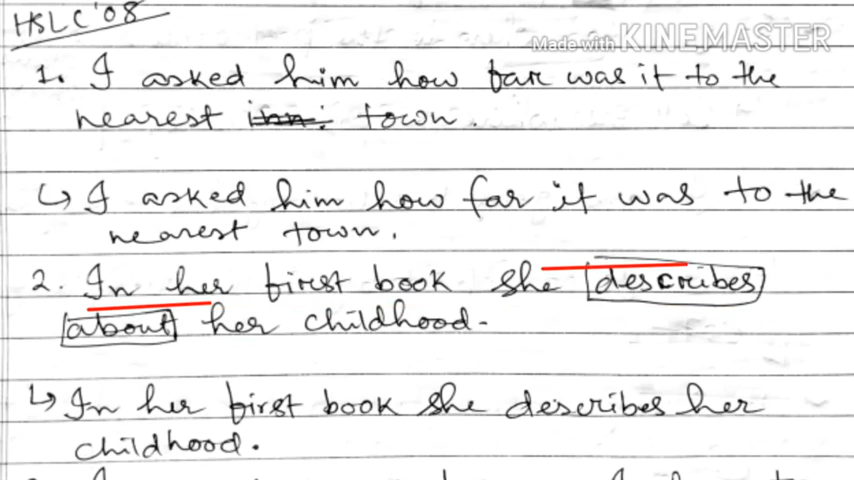 HSLC'08
Made with KINEMASTER
1. I asked him how far was it to the
nearest inn: town.
↳ I asked him how far it was to the
nearest town.
2. In her first book she describes
about her childhood.
↳ In her first book she describes her
childhood.